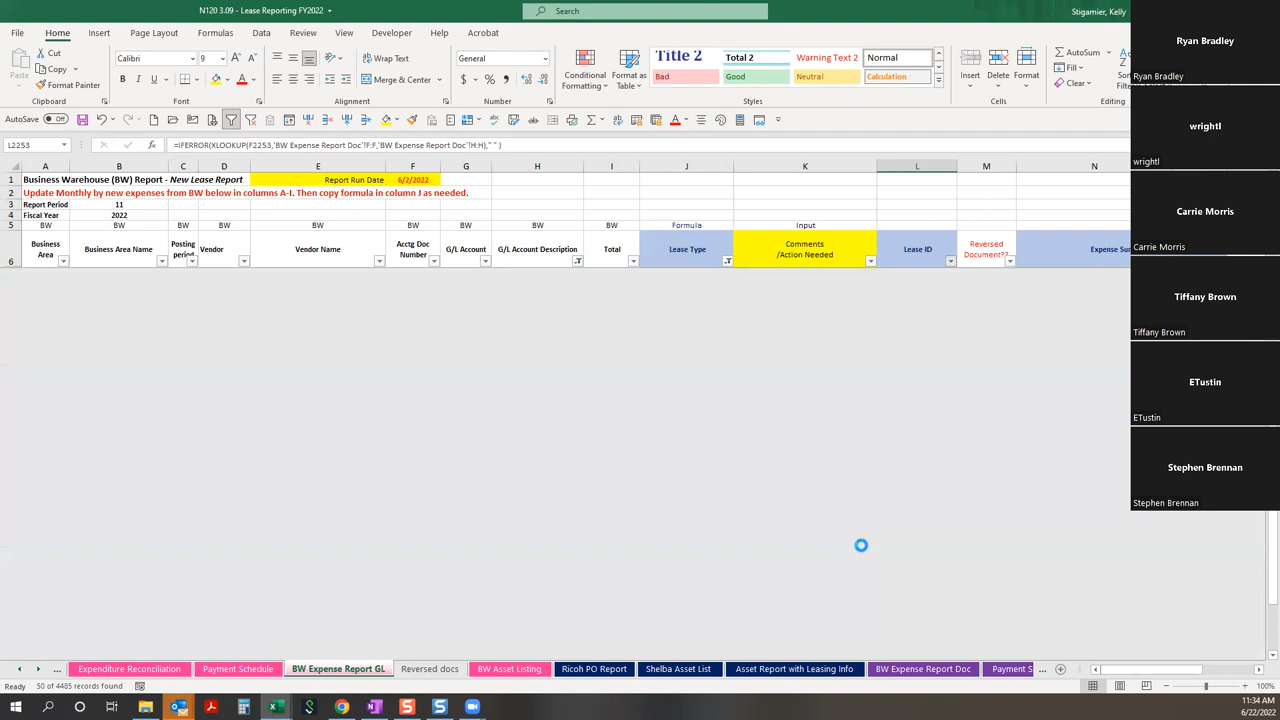 N120 3.09 - Lease Reporting FY2022
Search
Stigamier, Kelly
File Home Insert Page Layout Formulas Data Review View Developer Help Acrobat
Cut
Copy
Format Painter
Paste
Clipboard
Calibri 9
B I U
Font
Wrap Text
Merge & Center
Alignment
General
$ % ,
Number
Conditional Formatting
Format as Table
Title 2 Total 2 Warning Text 2 Normal
Bad Good Neutral Calculation
Styles
Insert Delete Format
Cells
AutoSum
Fill
Clear
Sort
Filter
Editing
AutoSave Off
L2253
=IFERROR(XLOOKUP(F2253,'BW Expense Report Doc'!F:F,'BW Expense Report Doc'!H:H)," ")
A B C D E F G H I J K L M N
1 Business Warehouse (BW) Report - New Lease Report Report Run Date 6/2/2022
2 Update Monthly by new expenses from BW below in columns A-I. Then copy formula in column J as needed.
3 Report Period 11
4 Fiscal Year 2022
5 BW BW BW BW BW BW BW BW BW Formula Input
6 Business Area Business Area Name Posting period Vendor Vendor Name Acctg Doc Number G/L Account G/L Account Description Total Lease Type Comments /Action Needed Lease ID Reversed Document?? Expense Sum
Ryan Bradley
Ryan Bradley
wrightl
wrightl
Carrie Morris
Carrie Morris
Tiffany Brown
Tiffany Brown
ETustin
ETustin
Stephen Brennan
Stephen Brennan
... Expenditure Reconciliation Payment Schedule BW Expense Report GL Reversed docs BW Asset Listing Ricoh PO Report Shelba Asset List Asset Report with Leasing Info BW Expense Report Doc Payment S ...
Ready 50 of 4485 records found 100%
11:34 AM
6/22/2022